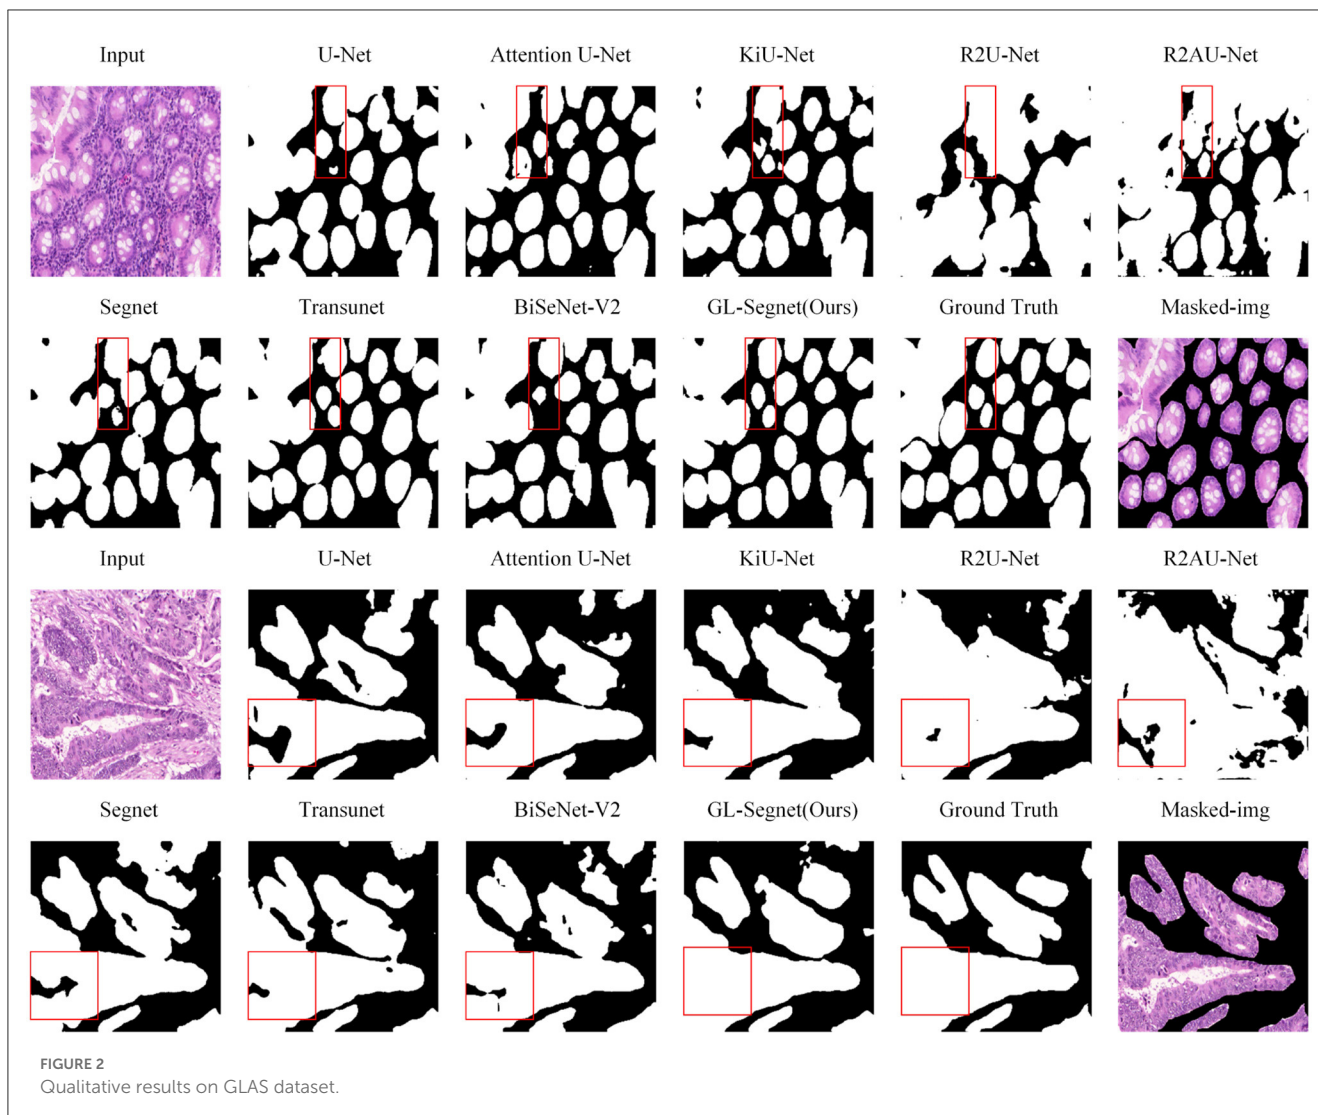 Input U-Net Attention U-Net KiU-Net R2U-Net R2AU-Net
Segnet Transunet BiSeNet-V2 GL-Segnet(Ours) Ground Truth Masked-img
Input U-Net Attention U-Net KiU-Net R2U-Net R2AU-Net
Segnet Transunet BiSeNet-V2 GL-Segnet(Ours) Ground Truth Masked-img
FIGURE 2
Qualitative results on GLAS dataset.